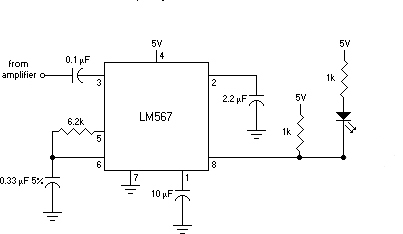 from
amplifier
0.1 µF
3
5V
4
LM567
2
2.2 µF
5V
1k
5V
1k
6.2k
5
6
0.33 µF 5%
7
1
10 µF
8